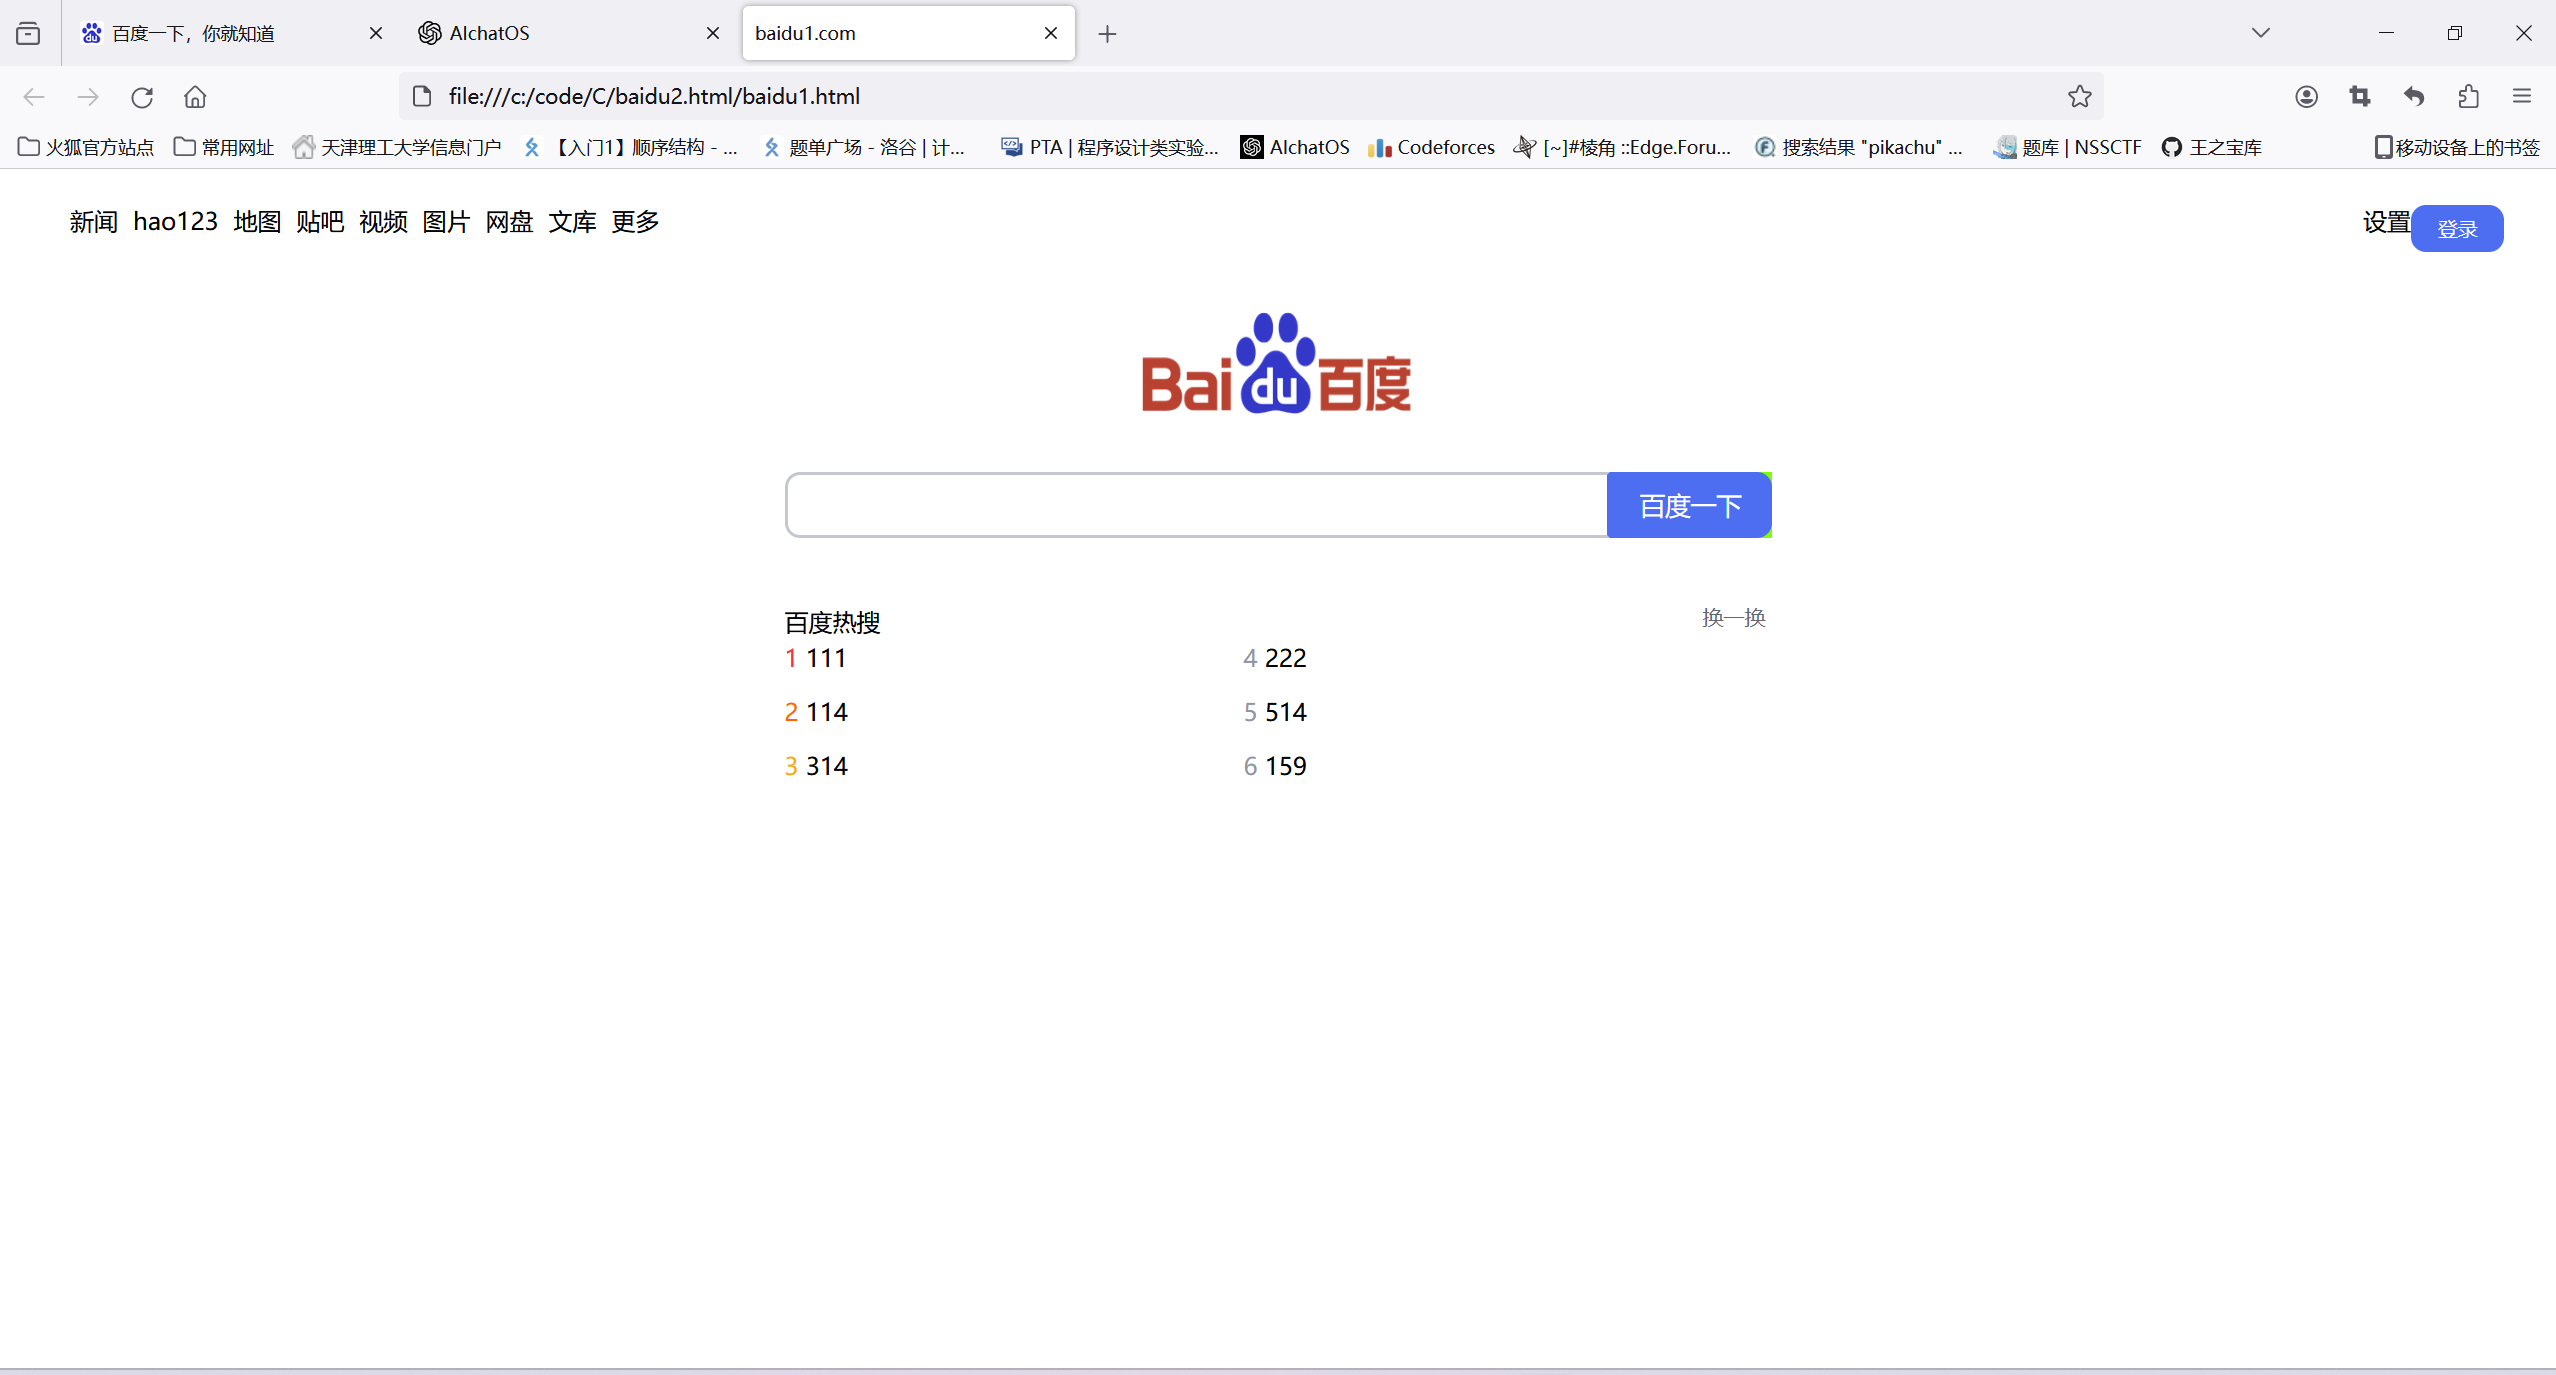 百度一下，你就知道
AIchatOS
baidu1.com
file:///c:/code/C/baidu2.html/baidu1.html
火狐官方站点 常用网址 天津理工大学信息门户 【入门1】顺序结构 - ... 题单广场 - 洛谷 | 计... PTA | 程序设计类实验... AIchatOS Codeforces [~]#棱角 ::Edge.Foru... 搜索结果 "pikachu" ... 题库 | NSSCTF 王之宝库 移动设备上的书签
新闻 hao123 地图 贴吧 视频 图片 网盘 文库 更多 设置 登录
Bai du 百度
百度一下
百度热搜 换一换
1 111 4 222
2 114 5 514
3 314 6 159